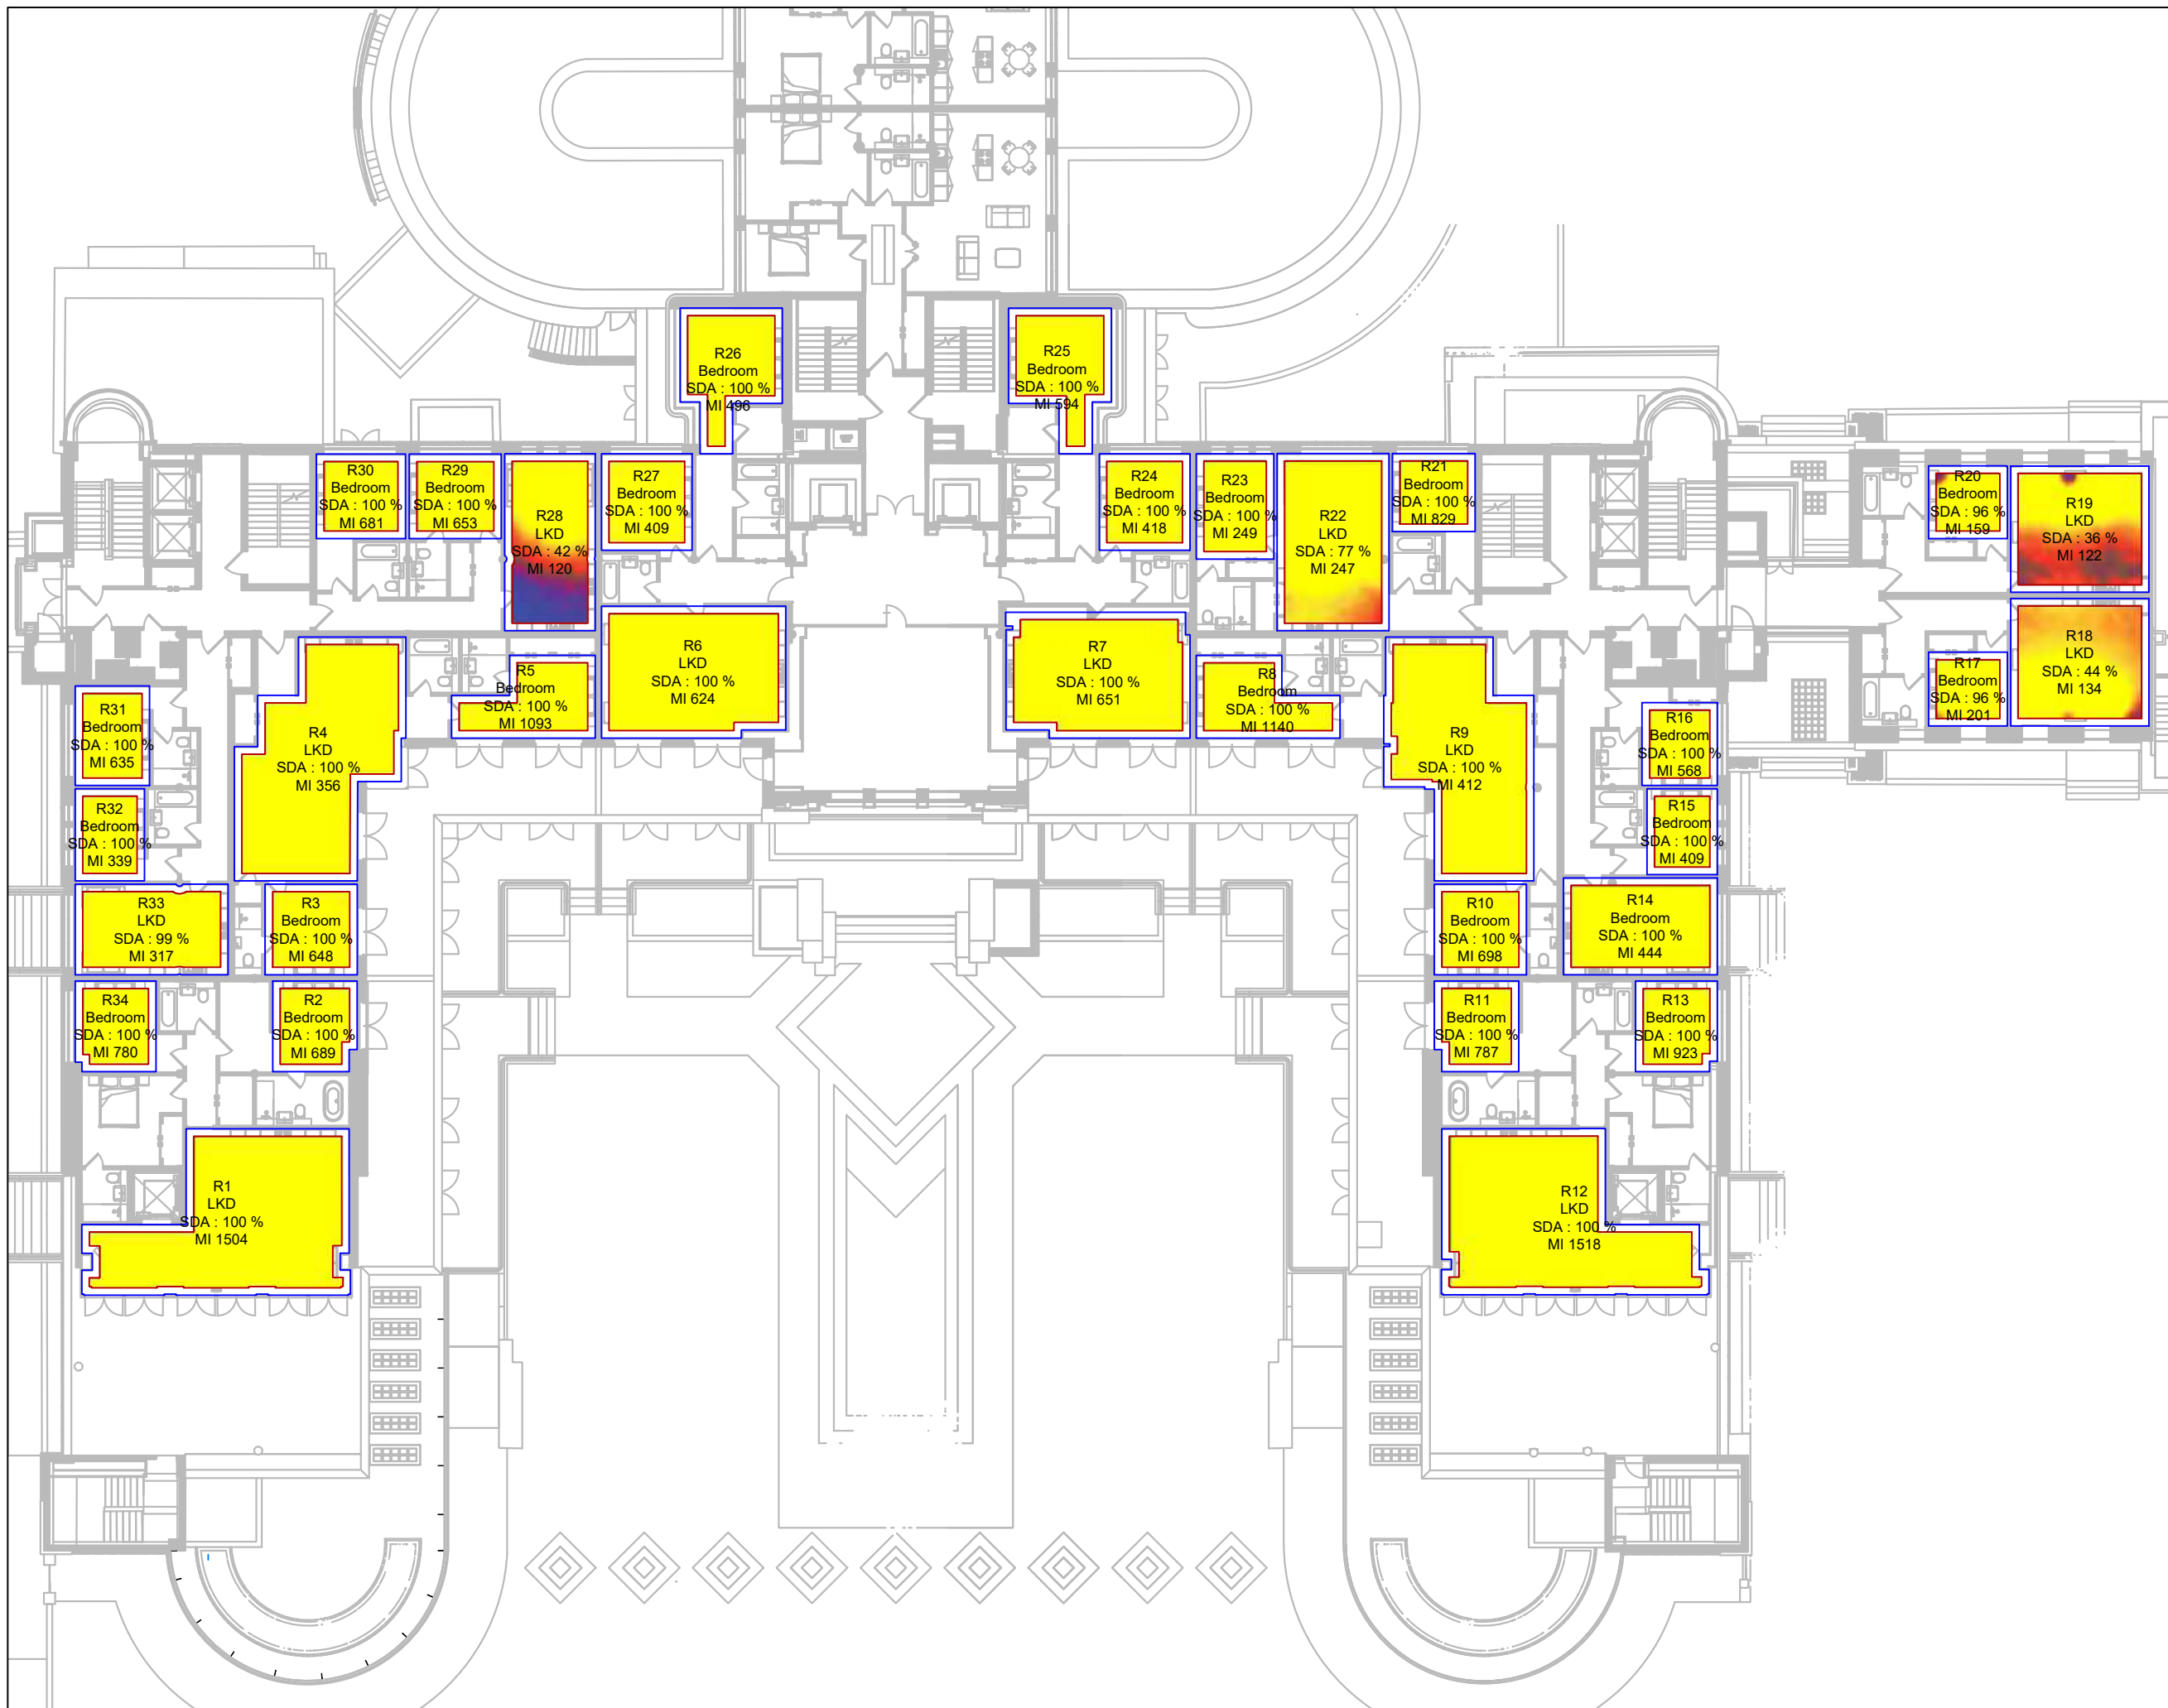 R26
Bedroom
SDA : 100 %
MI 496
R25
Bedroom
SDA : 100 %
MI 594
R30
Bedroom
SDA : 100 %
MI 681
R29
Bedroom
SDA : 100 %
MI 653
R28
LKD
SDA : 42 %
MI 120
R27
Bedroom
SDA : 100 %
MI 409
R24
Bedroom
SDA : 100 %
MI 418
R23
Bedroom
SDA : 100 %
MI 249
R22
LKD
SDA : 77 %
MI 247
R21
Bedroom
SDA : 100 %
MI 829
R20
Bedroom
SDA : 96 %
MI 159
R19
LKD
SDA : 36 %
MI 122
R31
Bedroom
SDA : 100 %
MI 635
R4
LKD
SDA : 100 %
MI 356
R5
Bedroom
SDA : 100 %
MI 1093
R6
LKD
SDA : 100 %
MI 624
R7
LKD
SDA : 100 %
MI 651
R8
Bedroom
SDA : 100 %
MI 1140
R9
LKD
SDA : 100 %
MI 412
R16
Bedroom
SDA : 100 %
MI 568
R17
Bedroom
SDA : 96 %
MI 201
R18
LKD
SDA : 44 %
MI 134
R32
Bedroom
SDA : 100 %
MI 339
R15
Bedroom
SDA : 100 %
MI 409
R33
LKD
SDA : 99 %
MI 317
R3
Bedroom
SDA : 100 %
MI 648
R10
Bedroom
SDA : 100 %
MI 698
R14
Bedroom
SDA : 100 %
MI 444
R34
Bedroom
SDA : 100 %
MI 780
R2
Bedroom
SDA : 100 %
MI 689
R11
Bedroom
SDA : 100 %
MI 787
R13
Bedroom
SDA : 100 %
MI 923
R1
LKD
SDA : 100 %
MI 1504
R12
LKD
SDA : 100 %
MI 1518